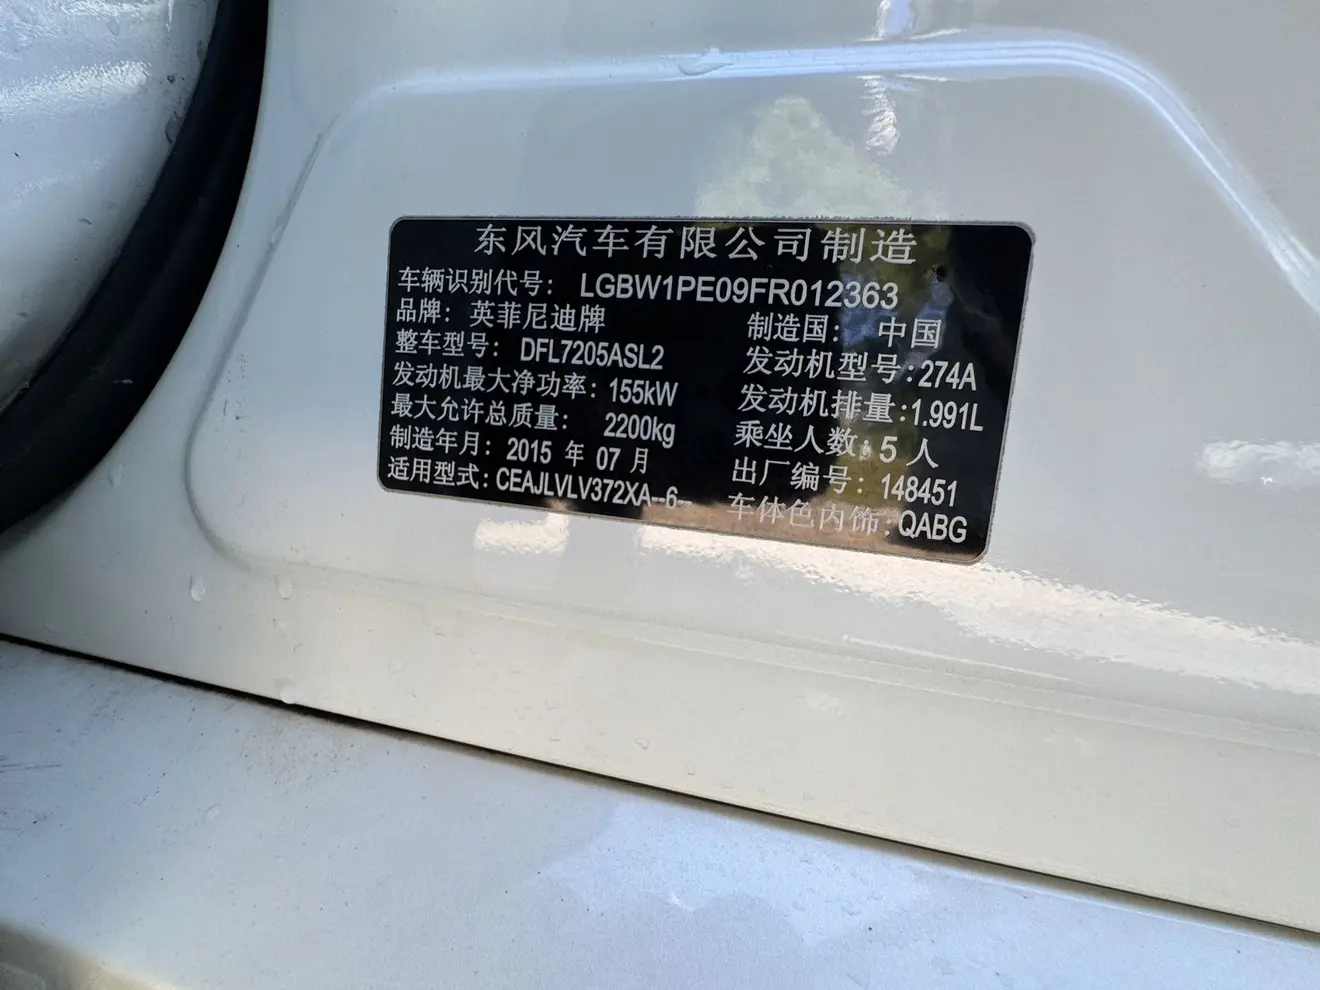 东风汽车有限公司制造
车辆识别代号： LGBW1PE09FR012363
品牌： 英菲尼迪牌 制造国： 中国
整车型号： DFL7205ASL2 发动机型号：274A
发动机最大净功率：155kW 发动机排量：1.991L
最大允许总质量： 2200kg 乘坐人数：5 人
制造年月：2015 年 07 月 出厂编号：148451
适用型式：CEAJLVLV372XA--6-- 车体色内饰：QABG